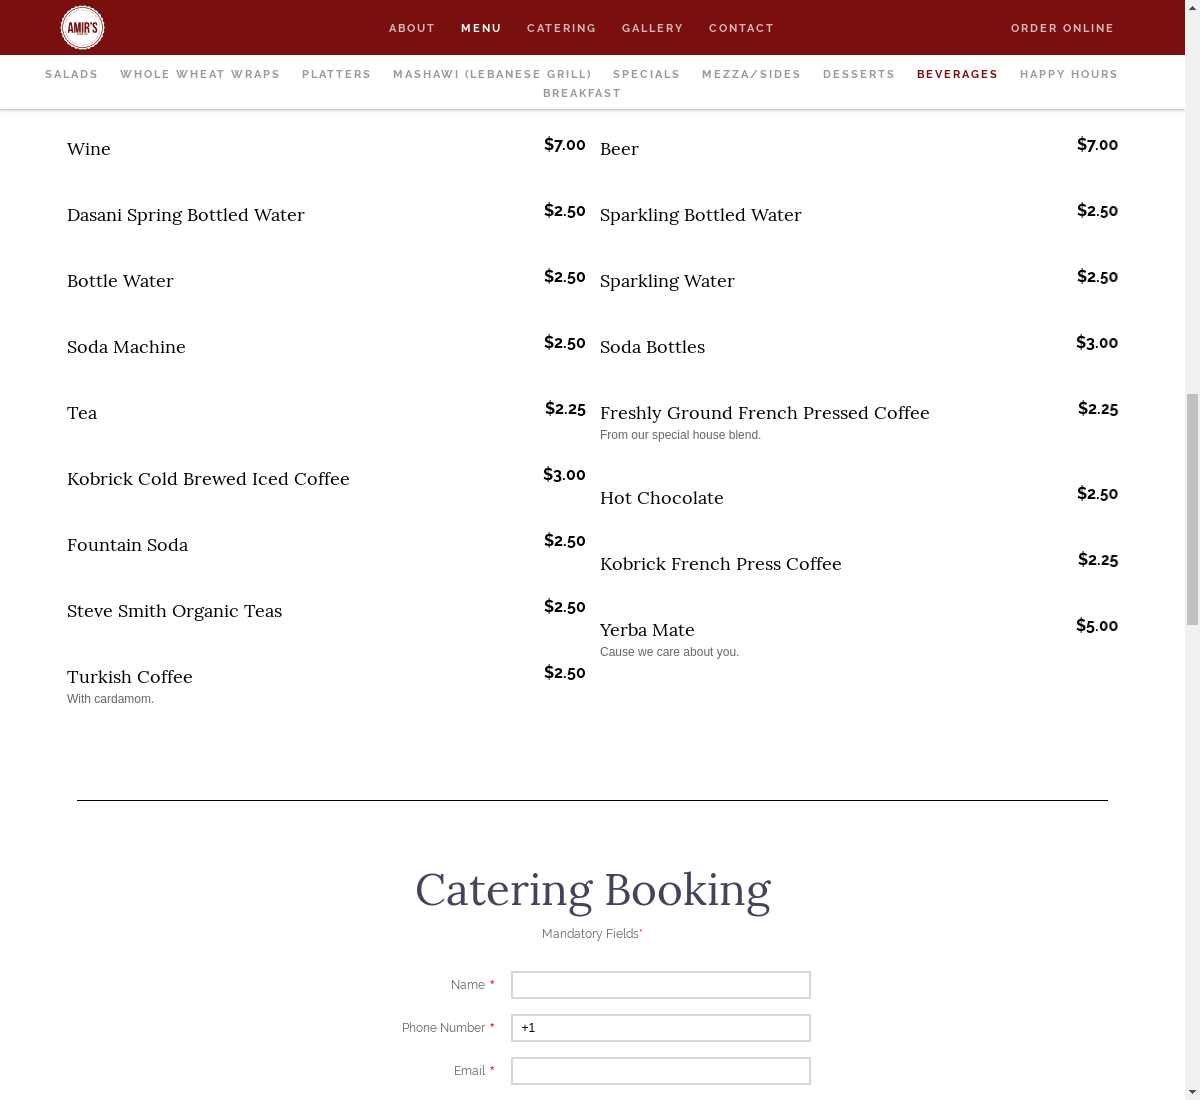 AMIR'S
ABOUT MENU CATERING GALLERY CONTACT ORDER ONLINE
SALADS WHOLE WHEAT WRAPS PLATTERS MASHAWI (LEBANESE GRILL) SPECIALS MEZZA/SIDES DESSERTS BEVERAGES HAPPY HOURS
BREAKFAST
Wine $7.00
Beer $7.00
Dasani Spring Bottled Water $2.50
Sparkling Bottled Water $2.50
Bottle Water $2.50
Sparkling Water $2.50
Soda Machine $2.50
Soda Bottles $3.00
Tea $2.25
Freshly Ground French Pressed Coffee $2.25
From our special house blend.
Kobrick Cold Brewed Iced Coffee $3.00
Hot Chocolate $2.50
Fountain Soda $2.50
Kobrick French Press Coffee $2.25
Steve Smith Organic Teas $2.50
Yerba Mate $5.00
Cause we care about you.
Turkish Coffee $2.50
With cardamom.
Catering Booking
Mandatory Fields*
Name *
Phone Number * +1
Email *